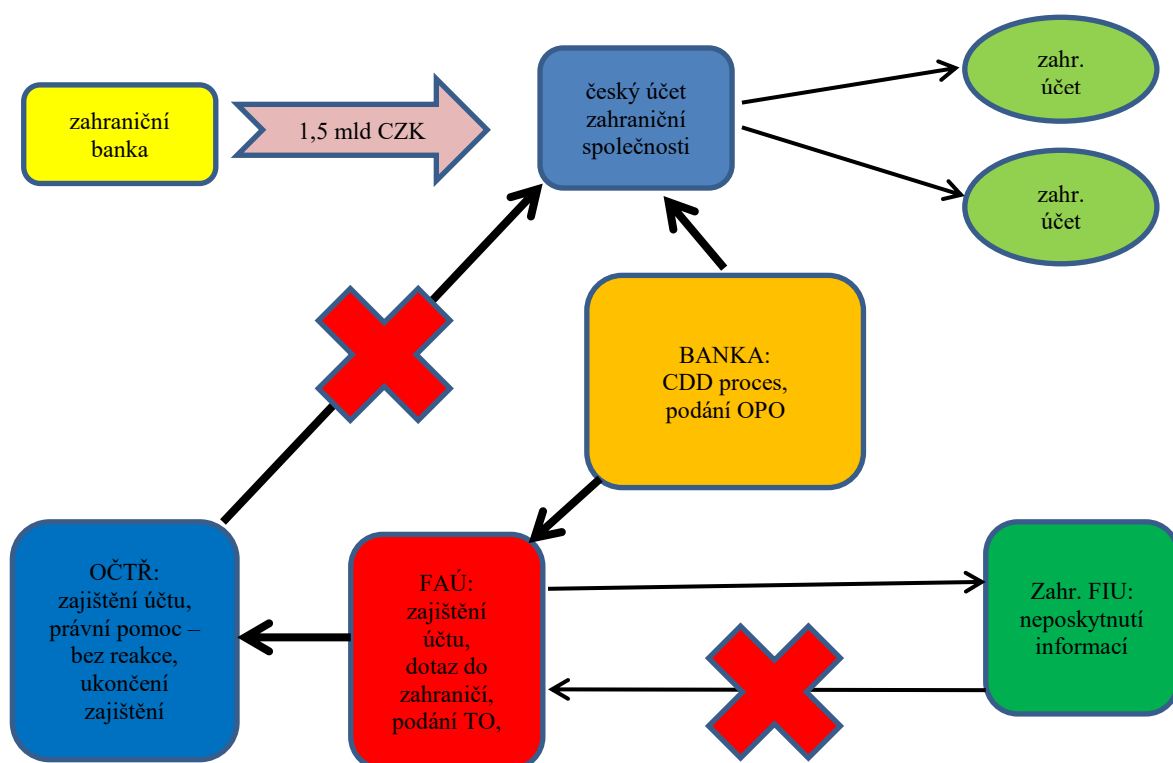 zahraniční
banka
1,5 mld CZK
český účet
zahraniční
společnosti
zahr.
účet
zahr.
účet
BANKA:
CDD proces,
podání OPO
OČTŘ:
zajištění účtu,
právní pomoc –
bez reakce,
ukončení
zajištění
FAÚ:
zajištění
účtu,
dotaz do
zahraničí,
podání TO,
Zahr. FIU:
neposkytnutí
informací